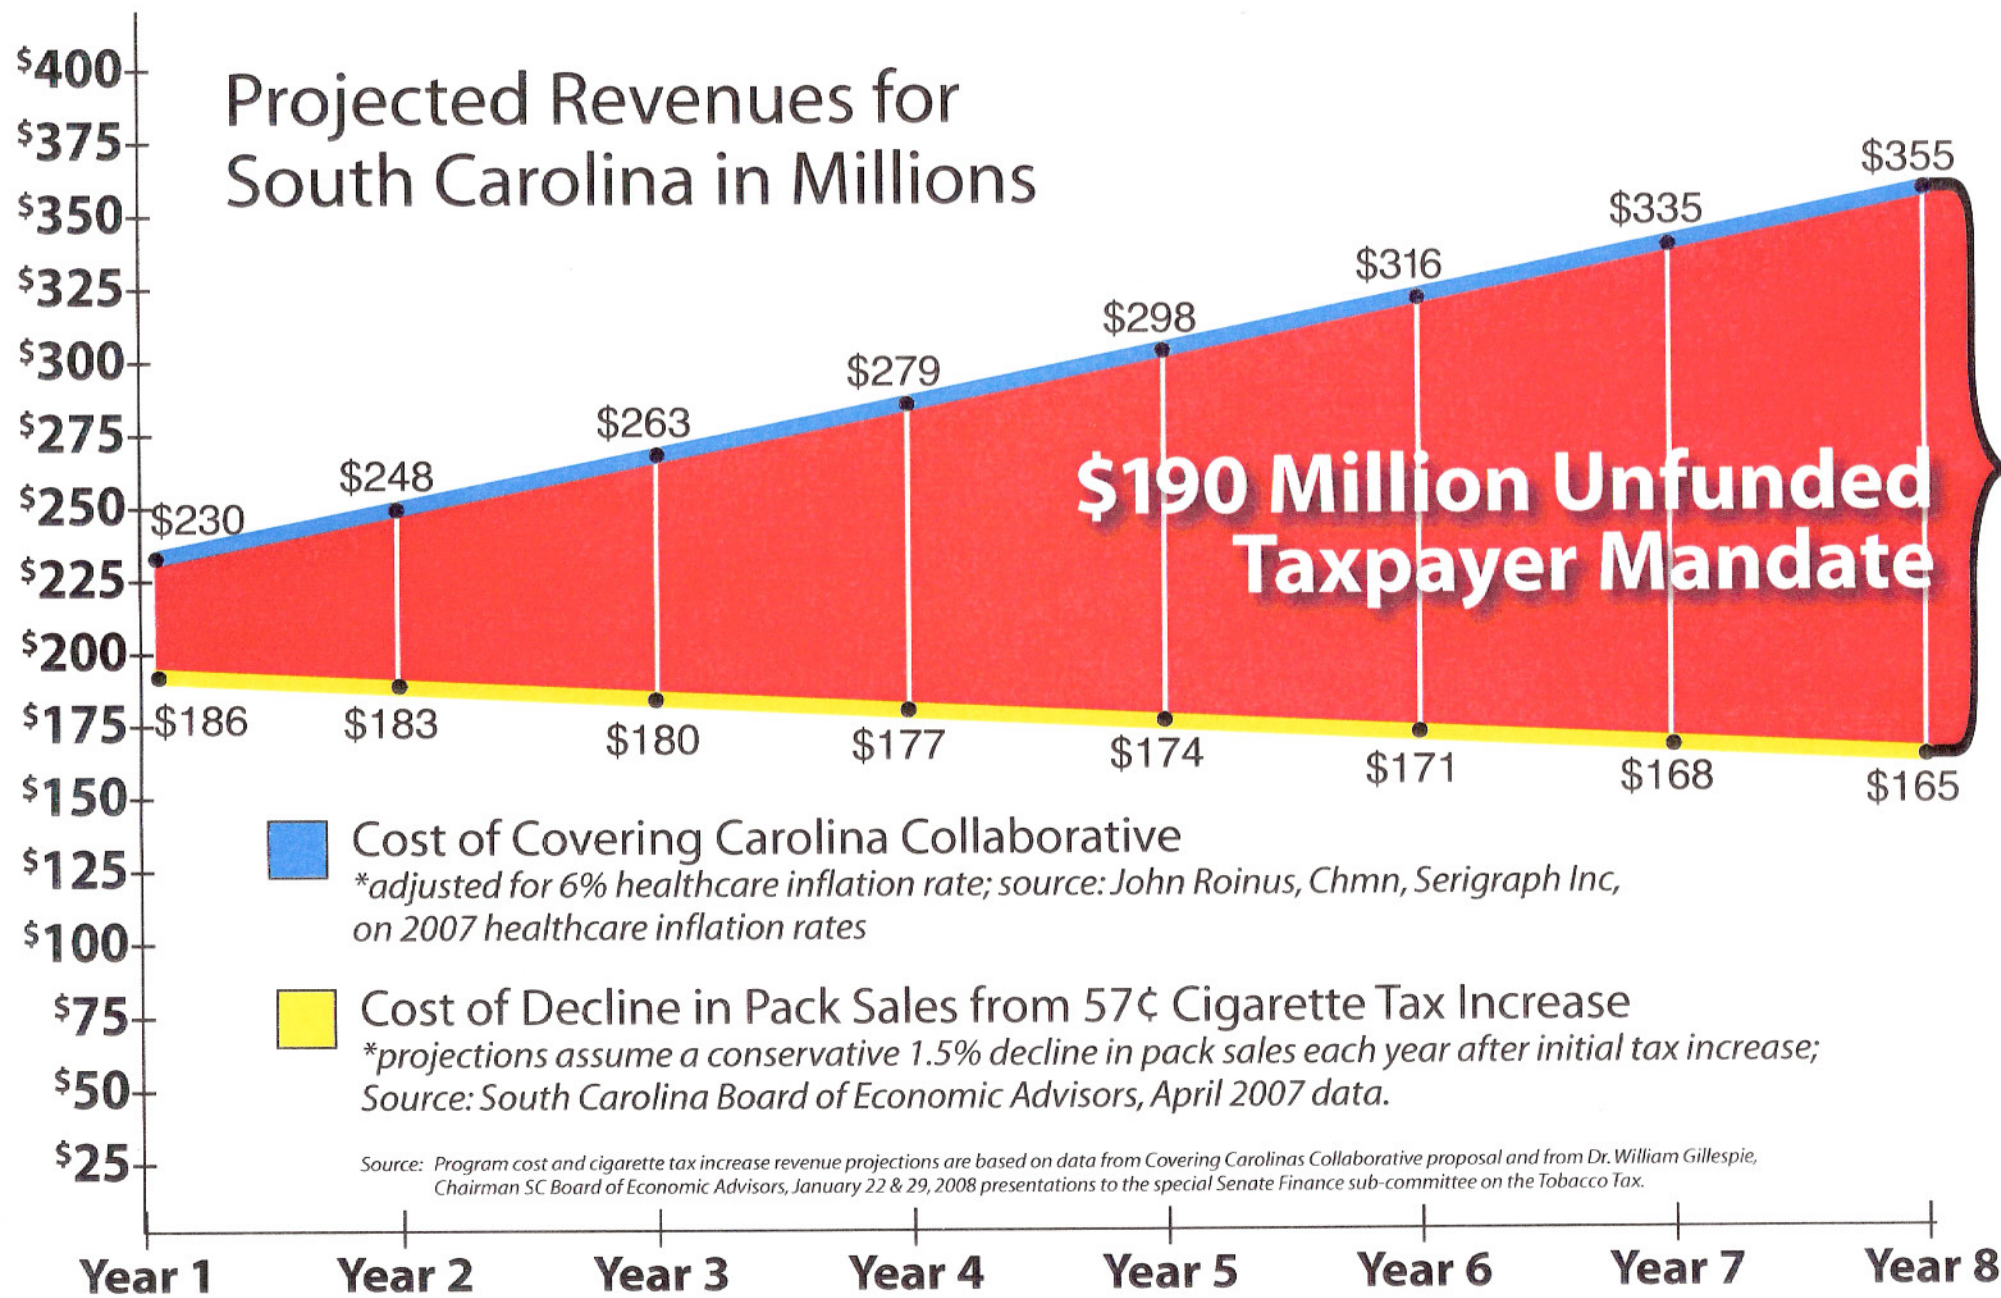 $400
$375
$350
$325
$300
$275
$250
$225
$200
$175
$150
$125
$100
$75
$50
$25
Projected Revenues for
South Carolina in Millions
$230
$248
$263
$279
$298
$316
$335
$355
$190 Million Unfunded
Taxpayer Mandate
$186
$183
$180
$177
$174
$171
$168
$165
Cost of Covering Carolina Collaborative
*adjusted for 6% healthcare inflation rate; source: John Roinus, Chmn, Serigraph Inc,
on 2007 healthcare inflation rates
Cost of Decline in Pack Sales from 57¢ Cigarette Tax Increase
*projections assume a conservative 1.5% decline in pack sales each year after initial tax increase;
Source: South Carolina Board of Economic Advisors, April 2007 data.
Source: Program cost and cigarette tax increase revenue projections are based on data from Covering Carolinas Collaborative proposal and from Dr. William Gillespie,
Chairman SC Board of Economic Advisors, January 22 & 29, 2008 presentations to the special Senate Finance sub-committee on the Tobacco Tax.
Year 1 Year 2 Year 3 Year 4 Year 5 Year 6 Year 7 Year 8